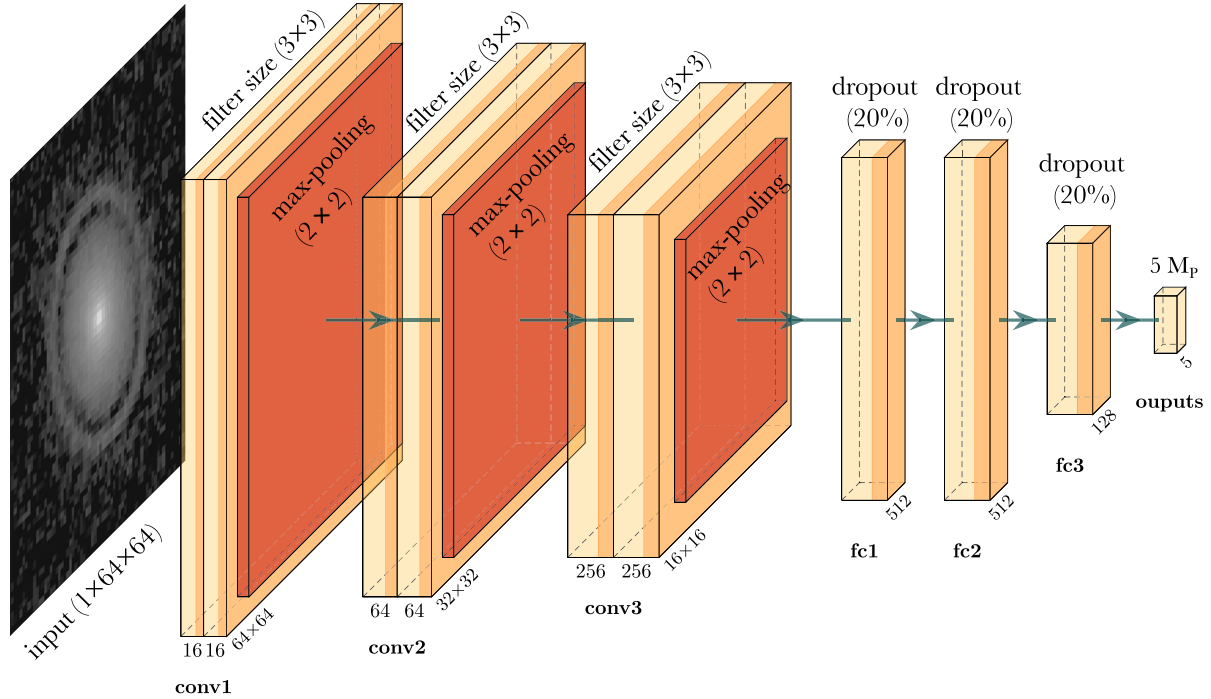 input (1×64×64)
filter size (3×3)
max-pooling
(2 × 2)
16 16
64×64
conv1
filter size (3×3)
max-pooling
(2 × 2)
64 64
32×32
conv2
filter size (3×3)
max-pooling
(2 × 2)
256 256
16×16
conv3
dropout
(20%)
512
fc1
dropout
(20%)
512
fc2
dropout
(20%)
128
fc3
5 M_P
5
ouputs